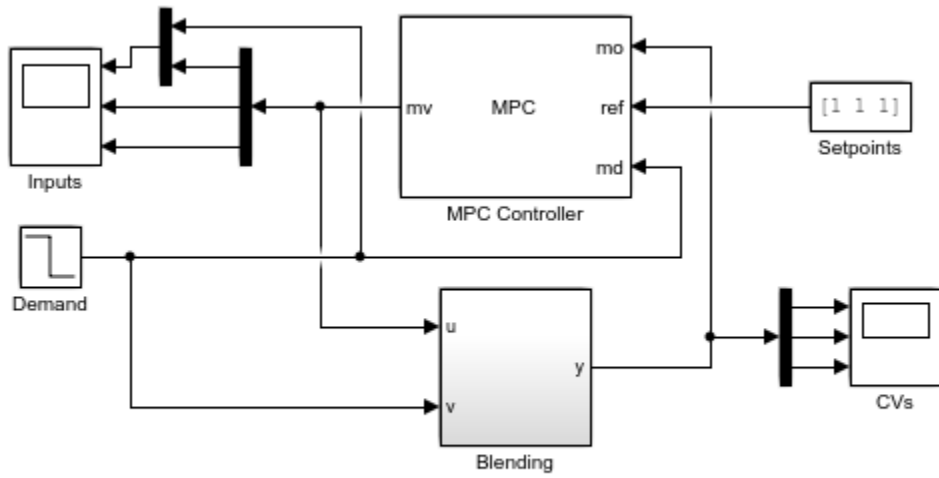 mo
mv
MPC
ref
[1 1 1]
Setpoints
md
Inputs
MPC Controller
Demand
u
y
v
CVs
Blending